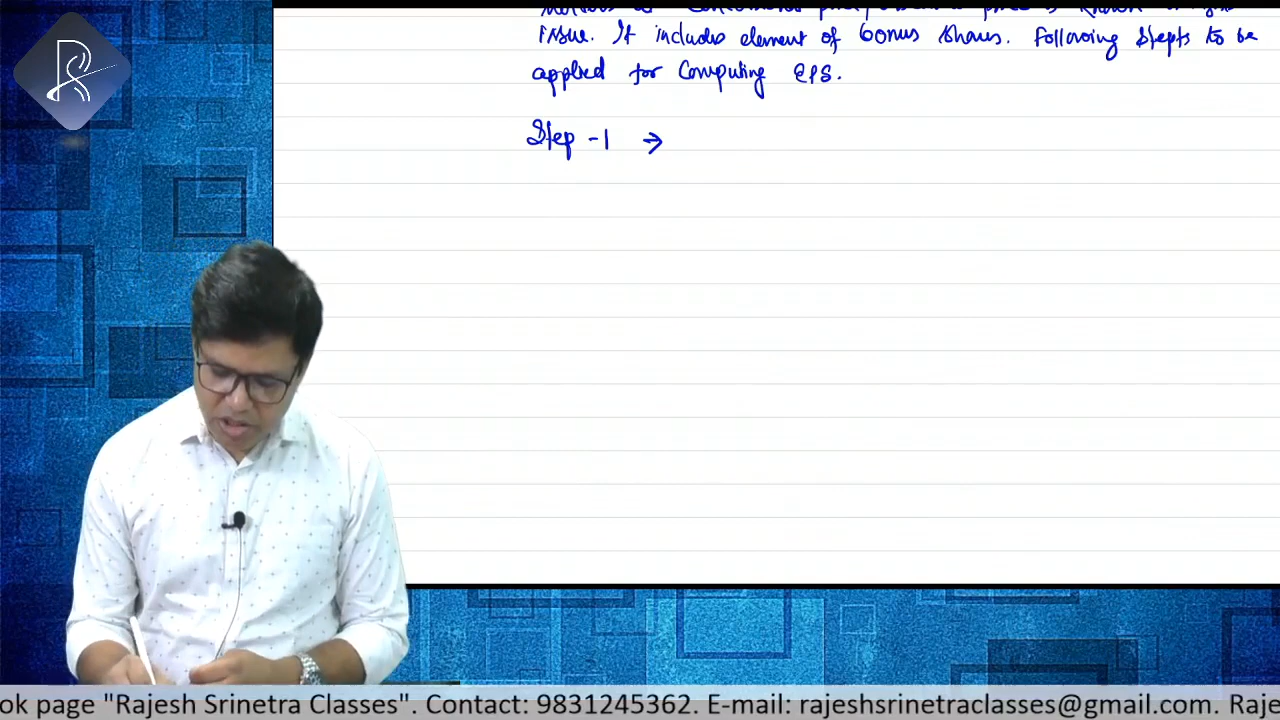 issue. It includes element of bonus shares. Following stepts to be
applied for computing EPS.
Step -1 →
ok page "Rajesh Srinetra Classes". Contact: 9831245362. E-mail: rajeshsrinetraclasses@gmail.com. Raje